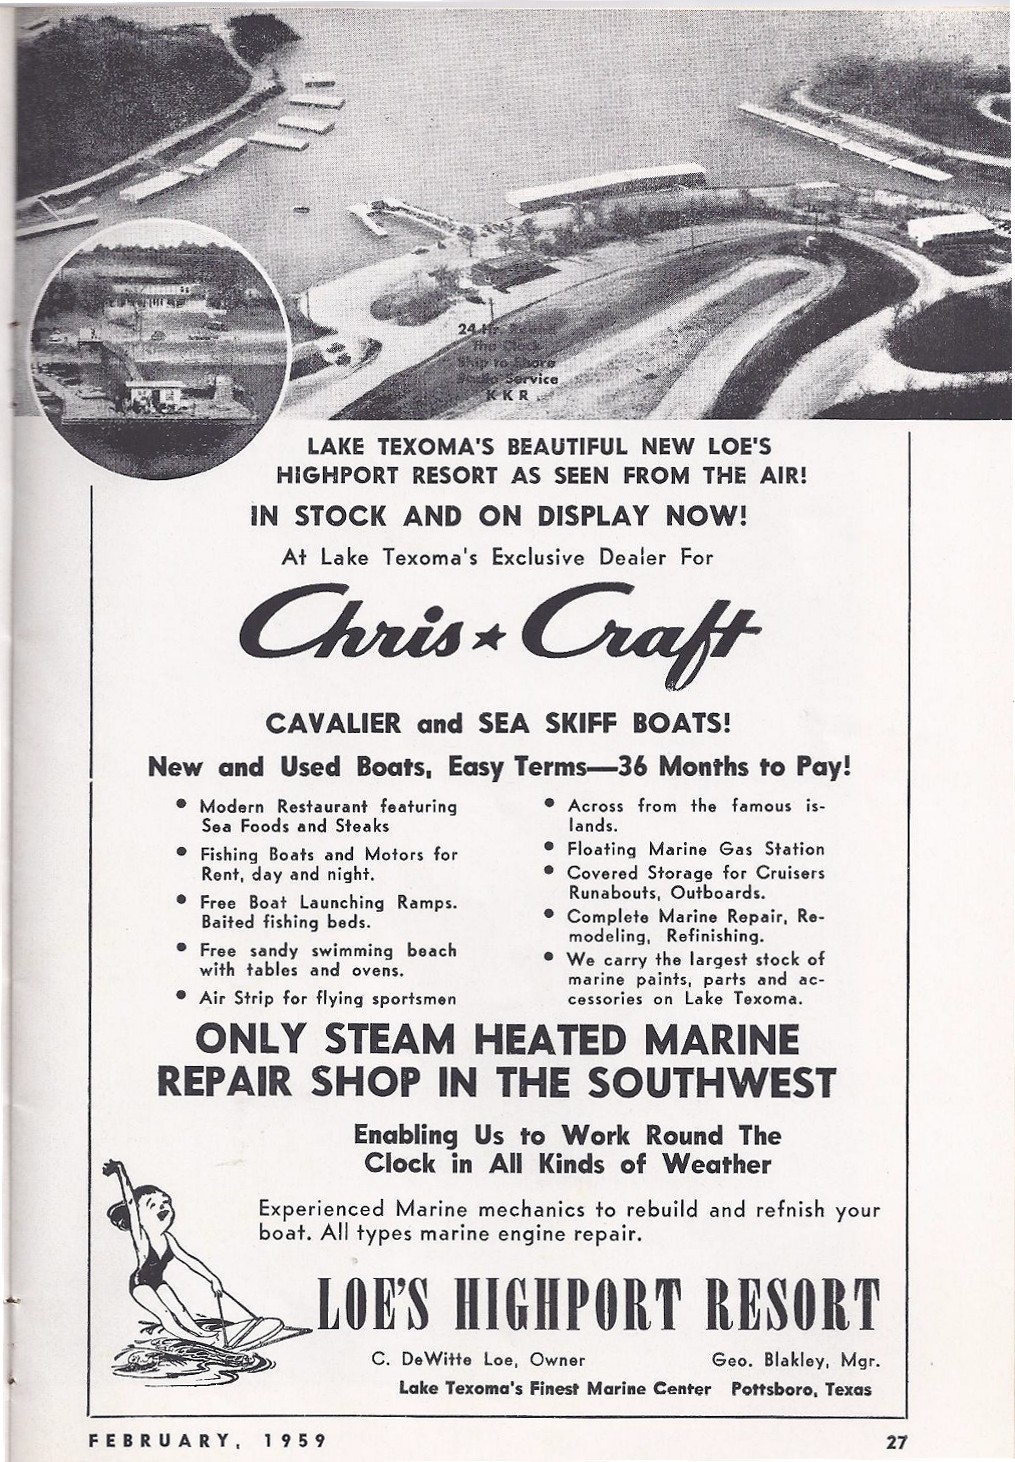 24 Hr. Round
The Clock
Ship to Shore
Radio Service
K K R
LAKE TEXOMA'S BEAUTIFUL NEW LOE'S
HIGHPORT RESORT AS SEEN FROM THE AIR!
IN STOCK AND ON DISPLAY NOW!
At Lake Texoma's Exclusive Dealer For
Chris★Craft
CAVALIER and SEA SKIFF BOATS!
New and Used Boats, Easy Terms—36 Months to Pay!
• Modern Restaurant featuring
Sea Foods and Steaks
• Fishing Boats and Motors for
Rent, day and night.
• Free Boat Launching Ramps.
Baited fishing beds.
• Free sandy swimming beach
with tables and ovens.
• Air Strip for flying sportsmen
• Across from the famous is-
lands.
• Floating Marine Gas Station
• Covered Storage for Cruisers
Runabouts, Outboards.
• Complete Marine Repair, Re-
modeling, Refinishing.
• We carry the largest stock of
marine paints, parts and ac-
cessories on Lake Texoma.
ONLY STEAM HEATED MARINE
REPAIR SHOP IN THE SOUTHWEST
Enabling Us to Work Round The
Clock in All Kinds of Weather
Experienced Marine mechanics to rebuild and refnish your
boat. All types marine engine repair.
LOE'S HIGHPORT RESORT
C. DeWitte Loe, Owner Geo. Blakley, Mgr.
Lake Texoma's Finest Marine Center Pottsboro, Texas
FEBRUARY, 1959 27